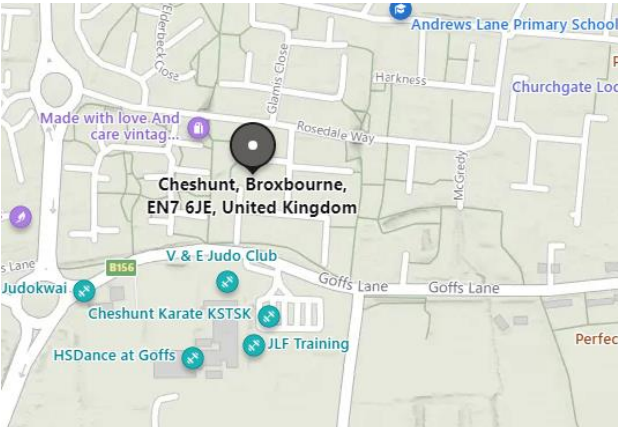 Andrews Lane Primary School
Elderbeck Close
Glamis Close
Harkness
Churchgate Loc
Made with love And
care vintag...
Rosedale Way
McGredy
Cheshunt, Broxbourne,
EN7 6JE, United Kingdom
s Lane
B156
V & E Judo Club
Goffs Lane
Goffs Lane
Judokwai
Cheshunt Karate KSTSK
JLF Training
HSDance at Goffs
Perfec